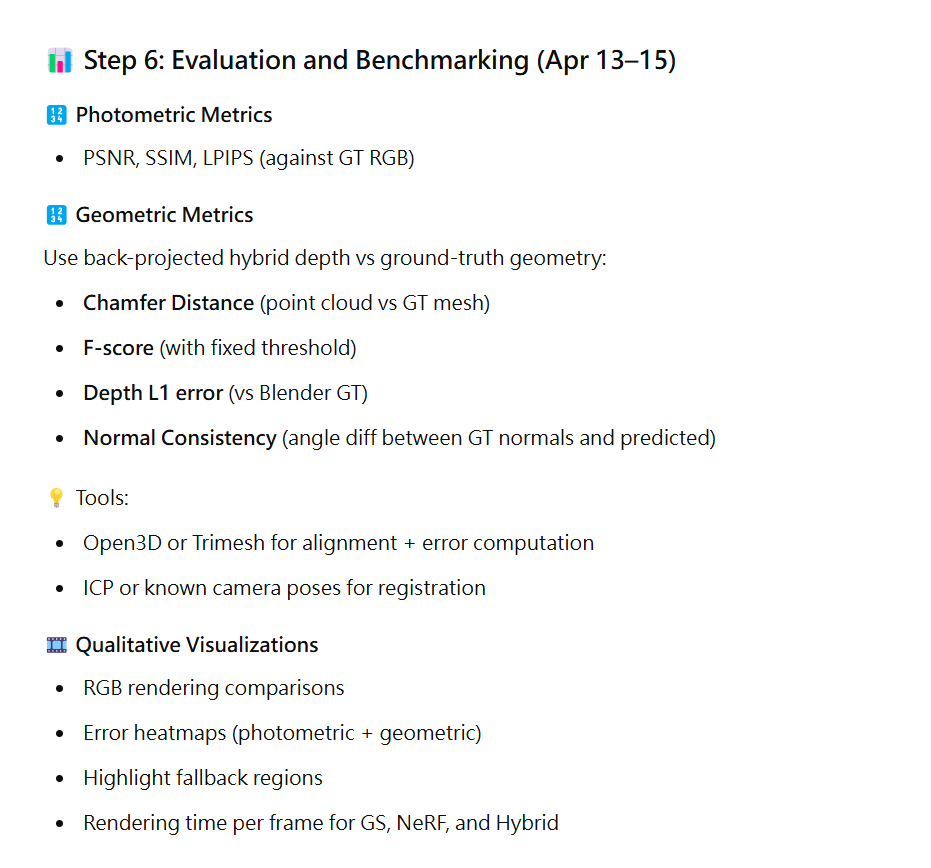 📊 Step 6: Evaluation and Benchmarking (Apr 13–15)
🔢 Photometric Metrics
• PSNR, SSIM, LPIPS (against GT RGB)
🔢 Geometric Metrics
Use back-projected hybrid depth vs ground-truth geometry:
• Chamfer Distance (point cloud vs GT mesh)
• F-score (with fixed threshold)
• Depth L1 error (vs Blender GT)
• Normal Consistency (angle diff between GT normals and predicted)
💡 Tools:
• Open3D or Trimesh for alignment + error computation
• ICP or known camera poses for registration
🎞️ Qualitative Visualizations
• RGB rendering comparisons
• Error heatmaps (photometric + geometric)
• Highlight fallback regions
• Rendering time per frame for GS, NeRF, and Hybrid